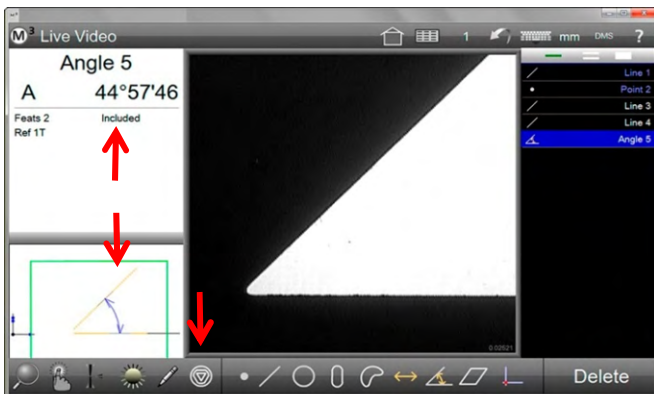 M³ Live Video
1 mm DMS ?
Angle 5
A 44°57'46
Feats 2 Included
Ref 1T
Line 1
Point 2
Line 3
Line 4
Angle 5
0.02521
Delete